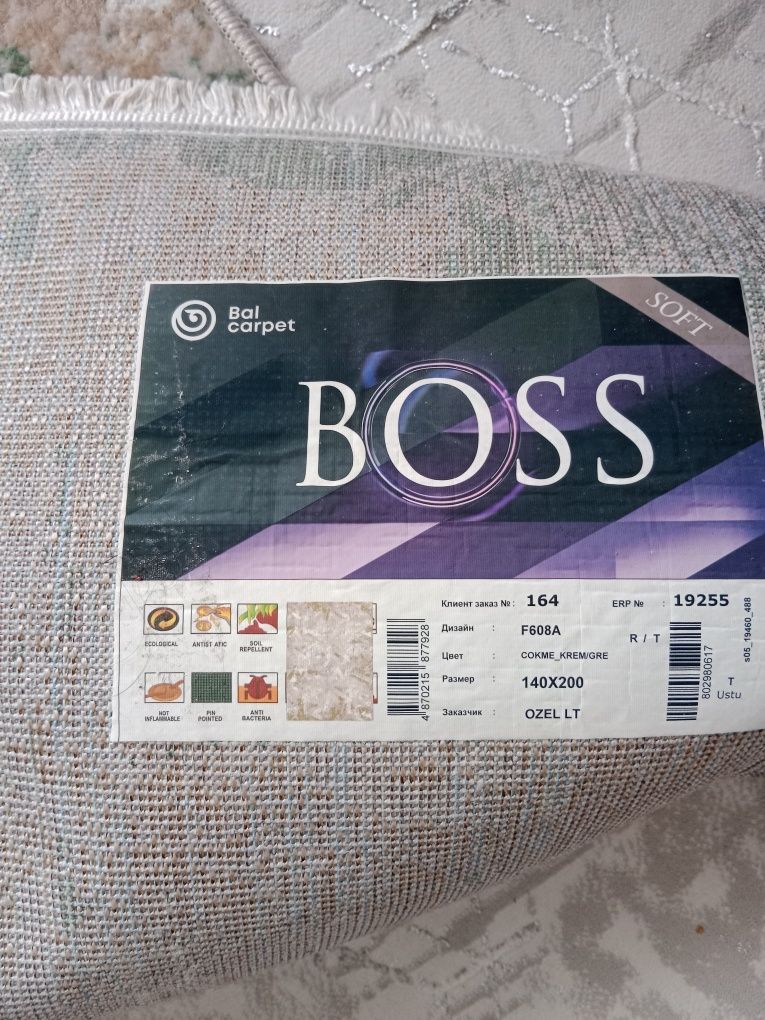 Bal
carpet
SOFT
BOSS
ECOLOGICAL
ANTIST ATIC
SOIL
REPELLENT
NOT
INFLAMMABLE
PIN
POINTED
ANTI
BACTERIA
4 870215 877928
Клиент заказ № : 164
Дизайн : F608A
Цвет : COKME_KREM/GRE
Размер : 140X200
Заказчик : OZEL LT
ERP № : 19255
R / T
802980617
s05_19460_488
T
Ustu